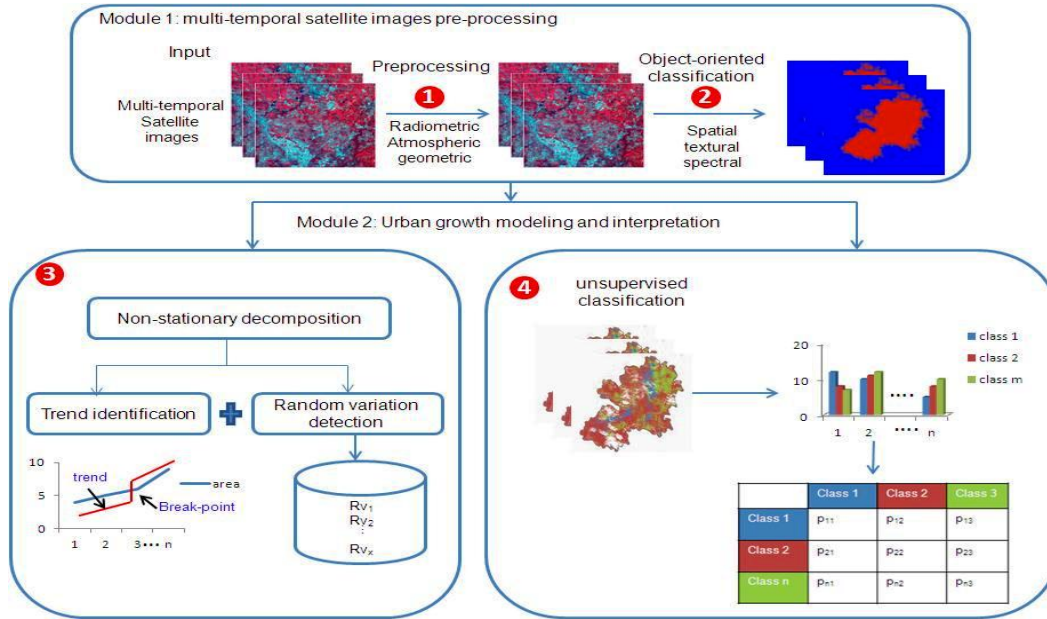 Module 1: multi-temporal satellite images pre-processing
Input
Multi-temporal
Satellite
images
Preprocessing
1
Radiometric
Atmospheric
geometric
Object-oriented
classification
2
Spatial
textural
spectral
Module 2: Urban growth modeling and interpretation
3
Non-stationary decomposition
Trend identification
Random variation
detection
10
5
0
trend
area
Break-point
1 2 3 ••• n
Rv1
Rv2
⋮
Rvx
4
unsupervised
classification
20
10
0
class 1
class 2
class m
....
1 2 .... n
Class 1 Class 2 Class 3
Class 1 P11 P12 P13
Class 2 P21 P22 P23
Class n Pn1 Pn2 Pn3